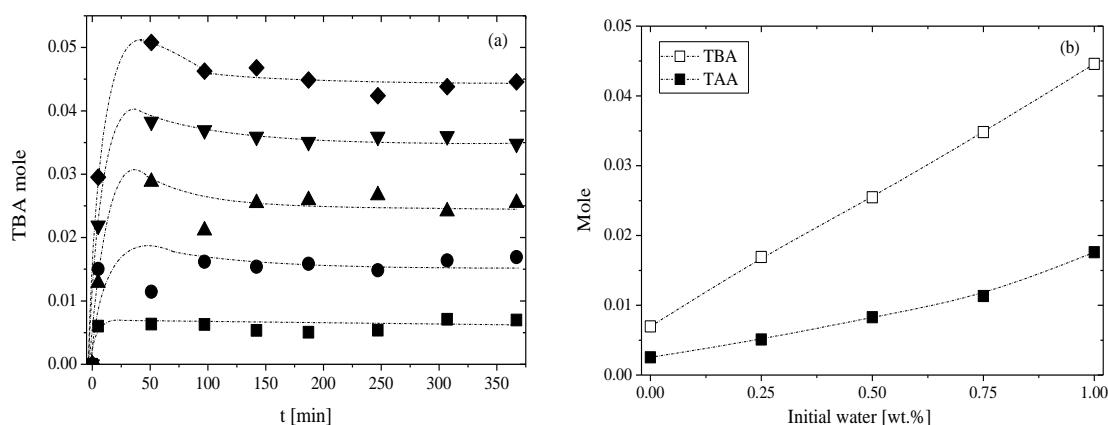 (a)
0.05
0.04
0.03
0.02
0.01
0.00
TBA mole
0 50 100 150 200 250 300 350
t [min]
(b)
TBA
TAA
0.05
0.04
0.03
0.02
0.01
0.00
Mole
0.00 0.25 0.50 0.75 1.00
Initial water [wt.%]